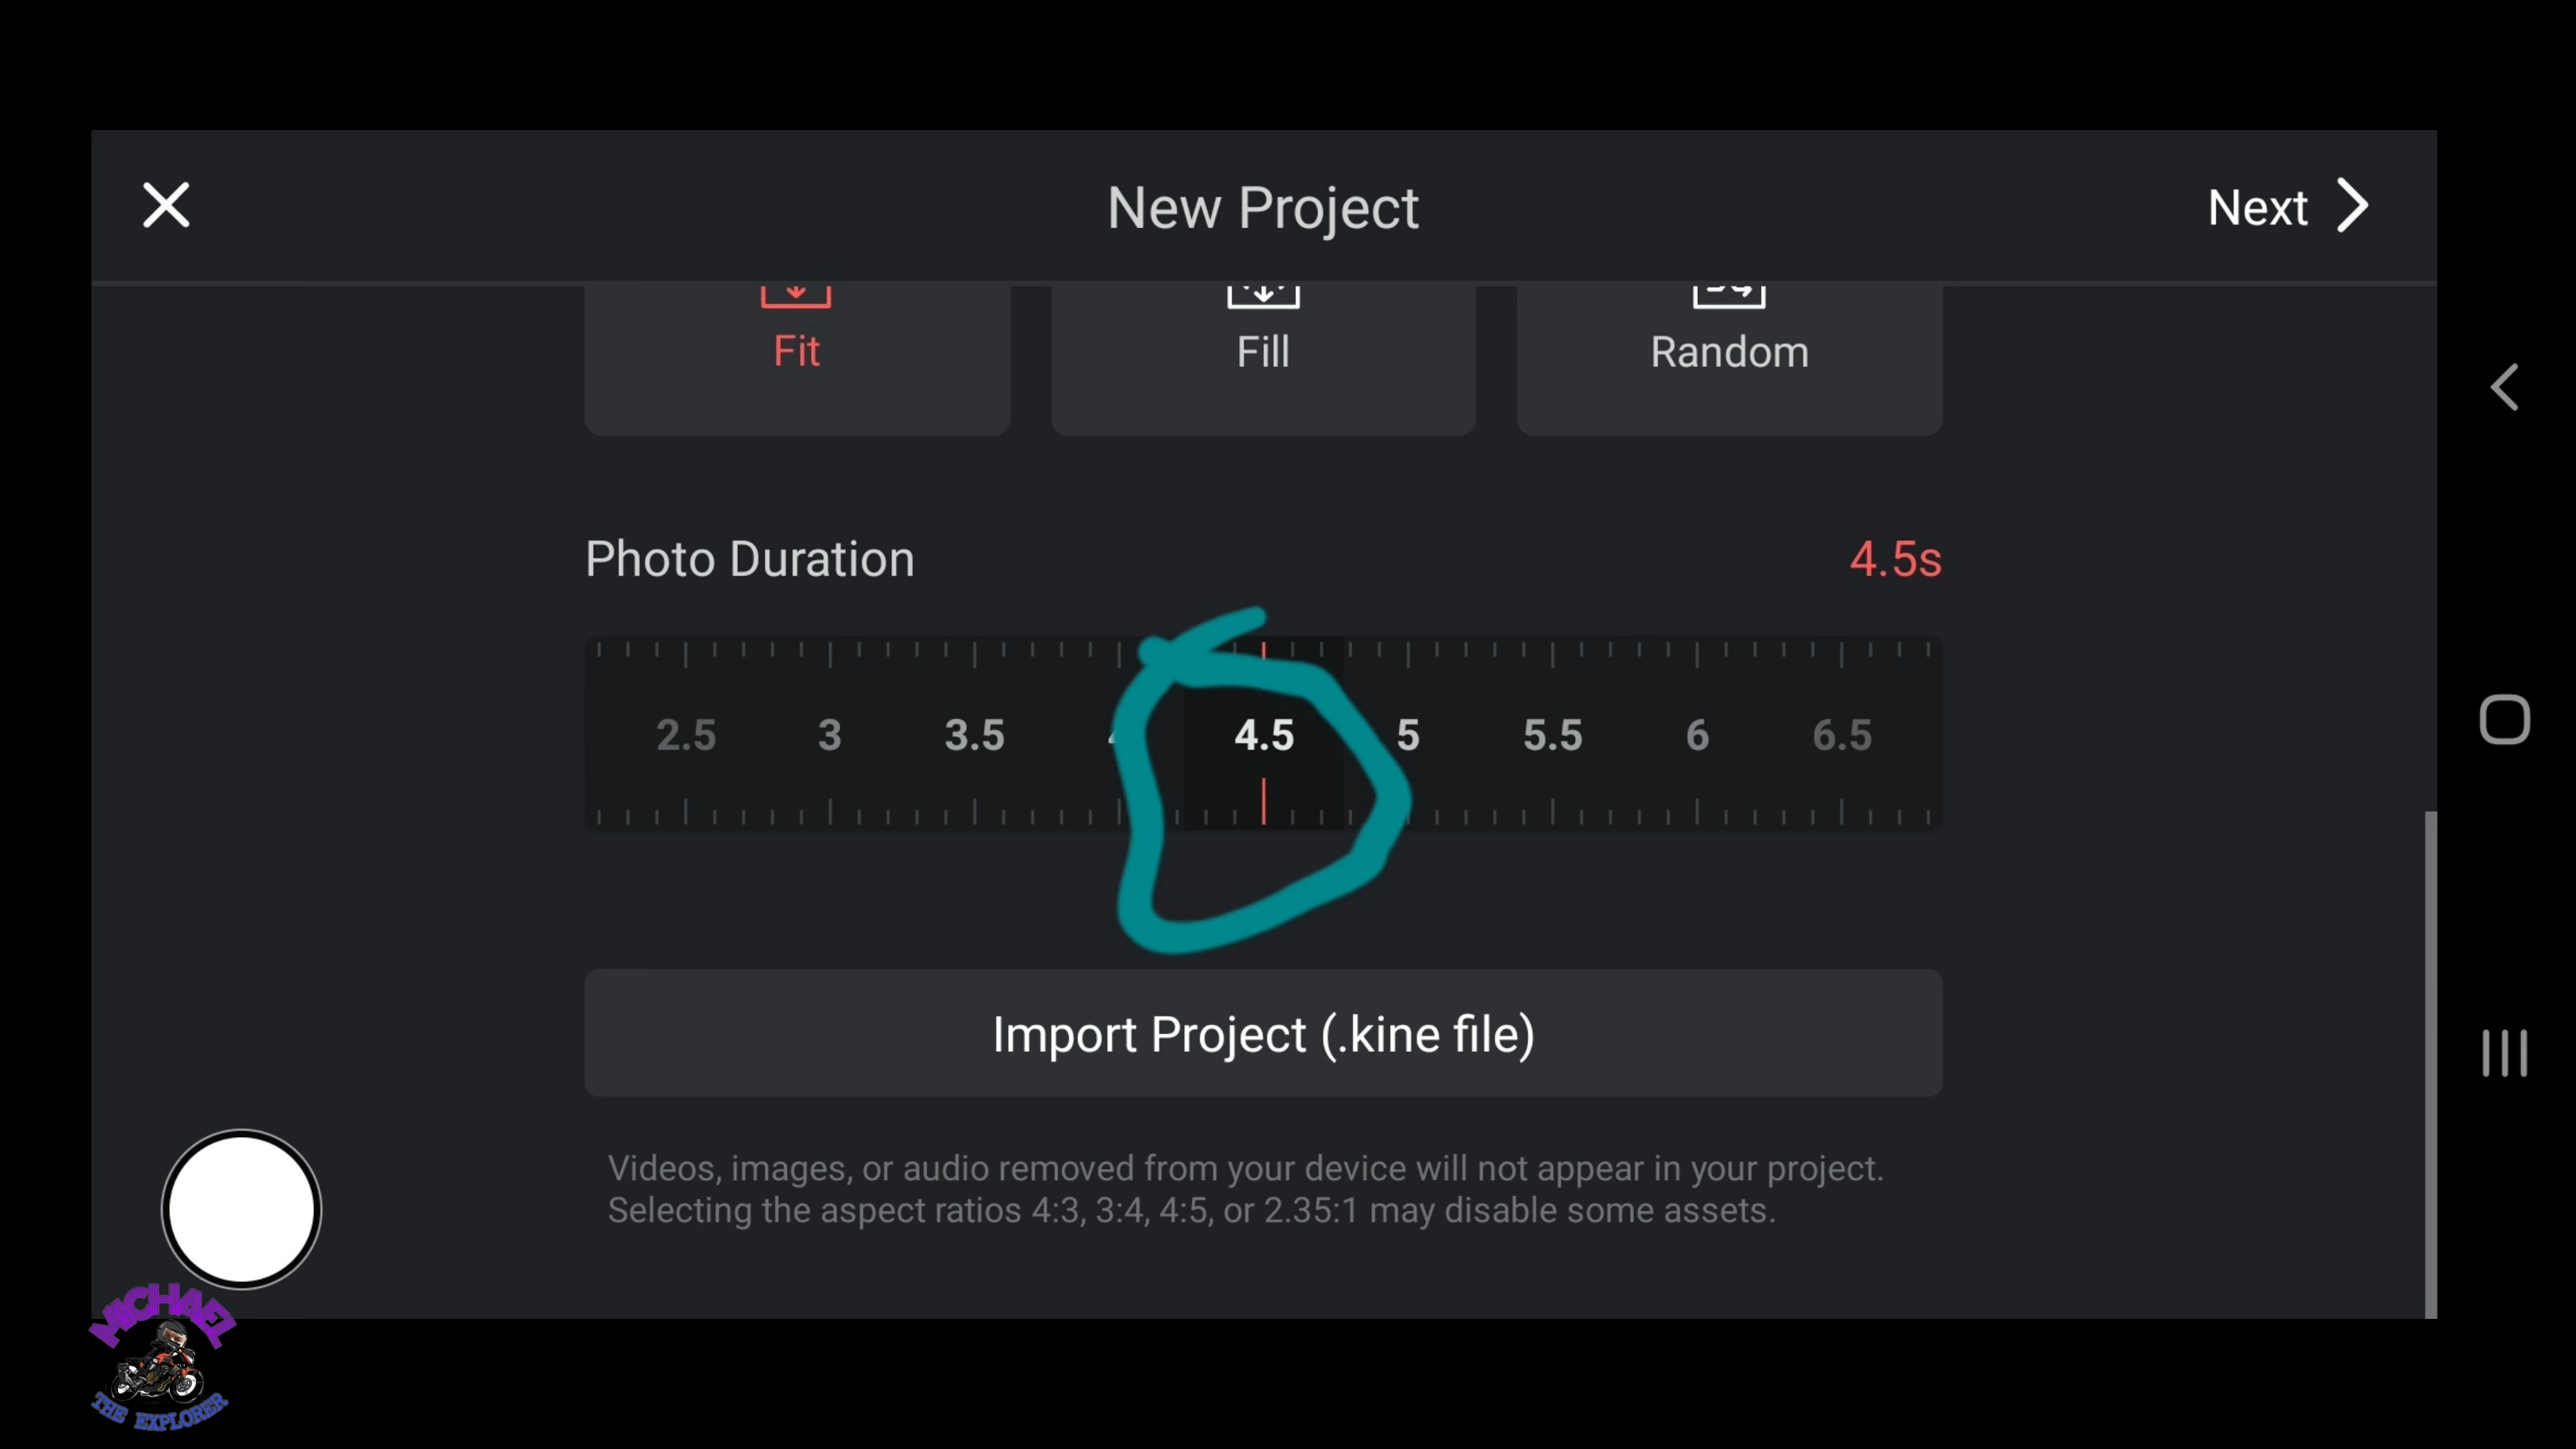 New Project
Next
Fit
Fill
Random
Photo Duration
4.5s
2.5 3 3.5 4.5 5 5.5 6 6.5
Import Project (.kine file)
Videos, images, or audio removed from your device will not appear in your project.
Selecting the aspect ratios 4:3, 3:4, 4:5, or 2.35:1 may disable some assets.
MICHAEL
THE EXPLORER